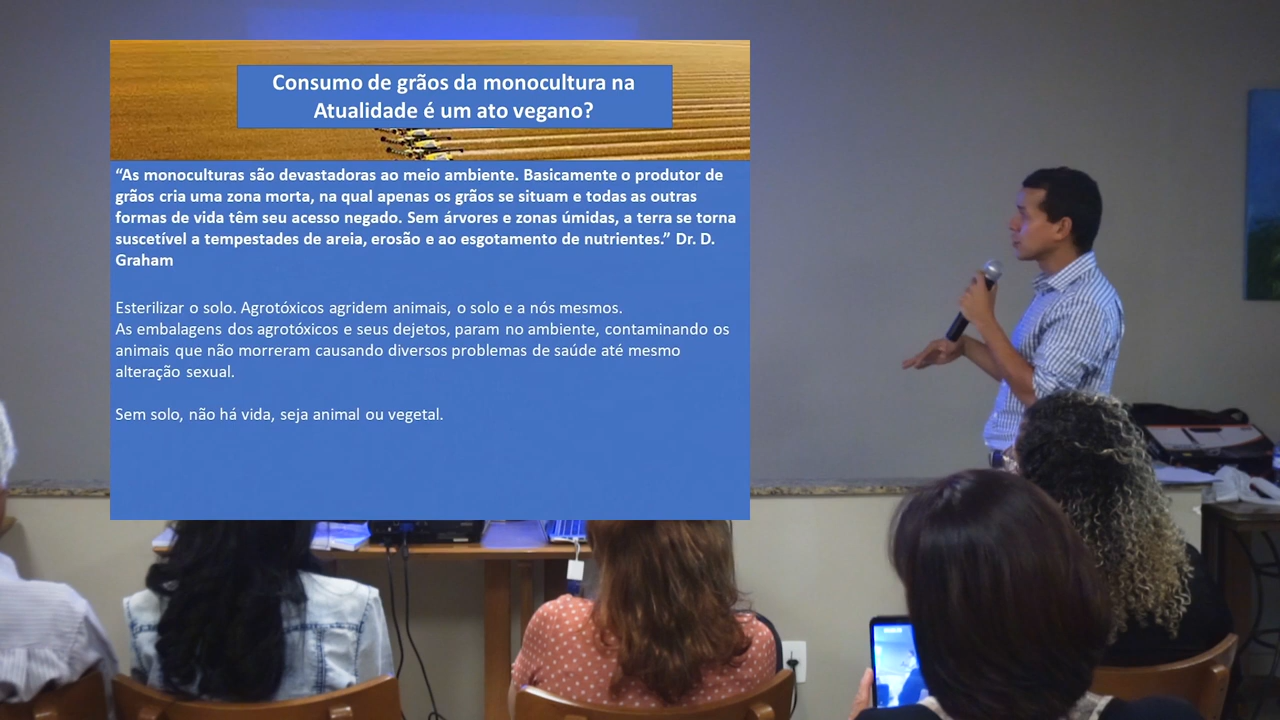 Consumo de grãos da monocultura na
Atualidade é um ato vegano?
“As monoculturas são devastadoras ao meio ambiente. Basicamente o produtor de
grãos cria uma zona morta, na qual apenas os grãos se situam e todas as outras
formas de vida têm seu acesso negado. Sem árvores e zonas úmidas, a terra se torna
suscetível a tempestades de areia, erosão e ao esgotamento de nutrientes.” Dr. D.
Graham
Esterilizar o solo. Agrotóxicos agridem animais, o solo e a nós mesmos.
As embalagens dos agrotóxicos e seus dejetos, param no ambiente, contaminando os
animais que não morreram causando diversos problemas de saúde até mesmo
alteração sexual.
Sem solo, não há vida, seja animal ou vegetal.